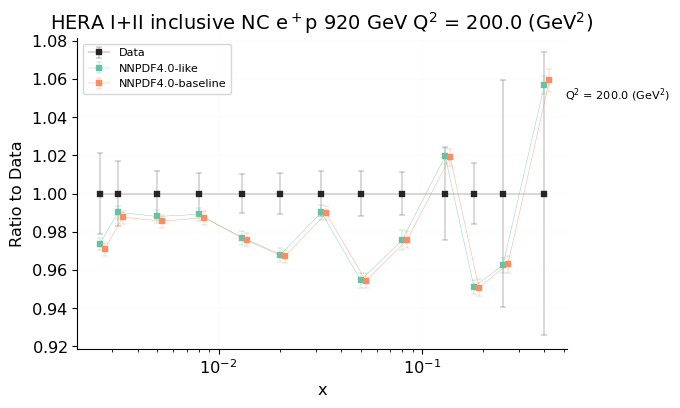 HERA I+II inclusive NC e⁺p 920 GeV Q² = 200.0 (GeV²)
1.08
1.06
1.04
1.02
1.00
0.98
0.96
0.94
0.92
Ratio to Data
Data
NNPDF4.0-like
NNPDF4.0-baseline
Q² = 200.0 (GeV²)
10⁻²
10⁻¹
x